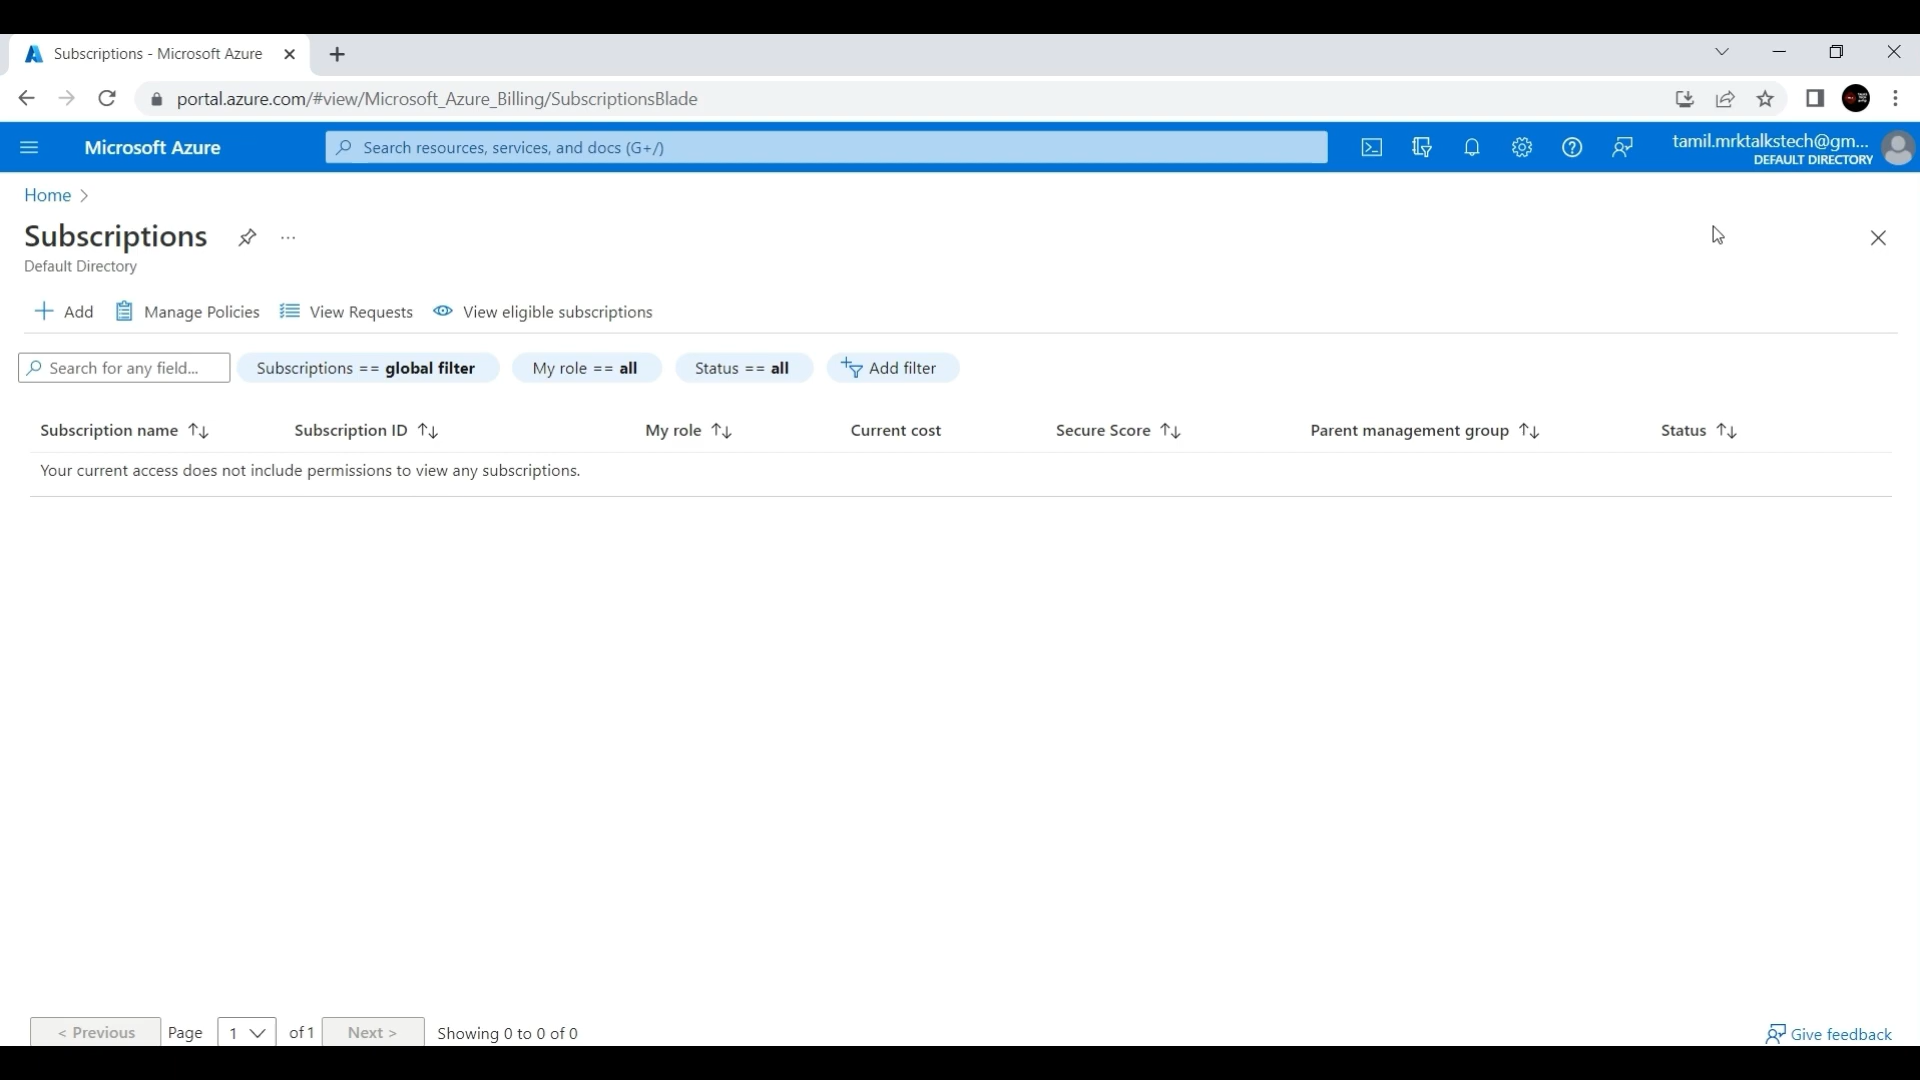 Subscriptions - Microsoft Azure
portal.azure.com/#view/Microsoft_Azure_Billing/SubscriptionsBlade
Microsoft Azure
Search resources, services, and docs (G+/)
tamil.mrktalkstech@gm...
DEFAULT DIRECTORY
Home
Subscriptions
Default Directory
Add Manage Policies View Requests View eligible subscriptions
Search for any field... Subscriptions == global filter My role == all Status == all Add filter
Subscription name Subscription ID My role Current cost Secure Score Parent management group Status
Your current access does not include permissions to view any subscriptions.
< Previous Page 1 of 1 Next > Showing 0 to 0 of 0 Give feedback